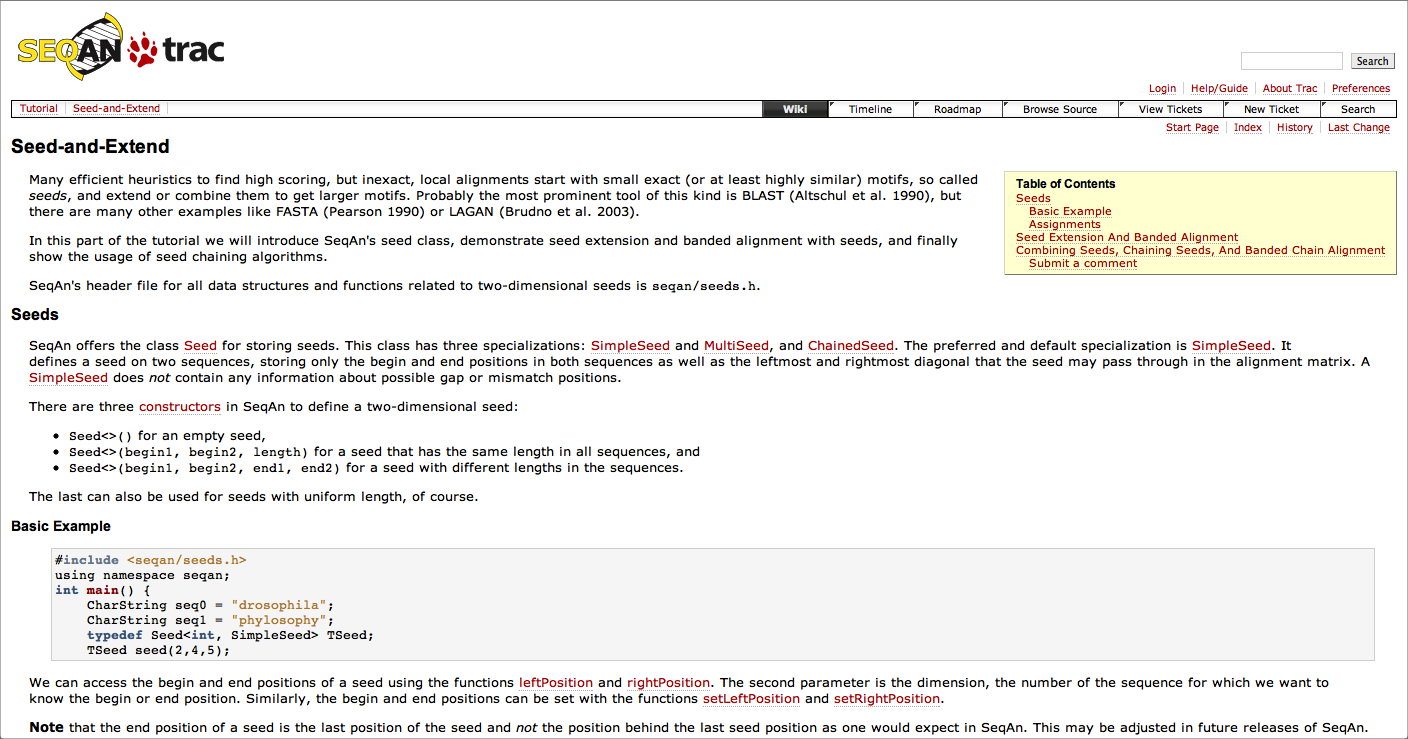 SEQAN trac
Search
Login Help/Guide About Trac Preferences
Tutorial Seed-and-Extend Wiki Timeline Roadmap Browse Source View Tickets New Ticket Search
Start Page Index History Last Change
Seed-and-Extend
Many efficient heuristics to find high scoring, but inexact, local alignments start with small exact (or at least highly similar) motifs, so called
seeds, and extend or combine them to get larger motifs. Probably the most prominent tool of this kind is BLAST (Altschul et al. 1990), but
there are many other examples like FASTA (Pearson 1990) or LAGAN (Brudno et al. 2003).
In this part of the tutorial we will introduce SeqAn's seed class, demonstrate seed extension and banded alignment with seeds, and finally
show the usage of seed chaining algorithms.
SeqAn's header file for all data structures and functions related to two-dimensional seeds is seqan/seeds.h.
Table of Contents
Seeds
Basic Example
Assignments
Seed Extension And Banded Alignment
Combining Seeds, Chaining Seeds, And Banded Chain Alignment
Submit a comment
Seeds
SeqAn offers the class Seed for storing seeds. This class has three specializations: SimpleSeed and MultiSeed, and ChainedSeed. The preferred and default specialization is SimpleSeed. It
defines a seed on two sequences, storing only the begin and end positions in both sequences as well as the leftmost and rightmost diagonal that the seed may pass through in the alignment matrix. A
SimpleSeed does not contain any information about possible gap or mismatch positions.
There are three constructors in SeqAn to define a two-dimensional seed:
• Seed<>() for an empty seed,
• Seed<>(begin1, begin2, length) for a seed that has the same length in all sequences, and
• Seed<>(begin1, begin2, end1, end2) for a seed with different lengths in the sequences.
The last can also be used for seeds with uniform length, of course.
Basic Example
#include <seqan/seeds.h>
using namespace seqan;
int main() {
CharString seq0 = "drosophila";
CharString seq1 = "phylosophy";
typedef Seed<int, SimpleSeed> TSeed;
TSeed seed(2,4,5);
We can access the begin and end positions of a seed using the functions leftPosition and rightPosition. The second parameter is the dimension, the number of the sequence for which we want to
know the begin or end position. Similarly, the begin and end positions can be set with the functions setLeftPosition and setRightPosition.
Note that the end position of a seed is the last position of the seed and not the position behind the last seed position as one would expect in SeqAn. This may be adjusted in future releases of SeqAn.